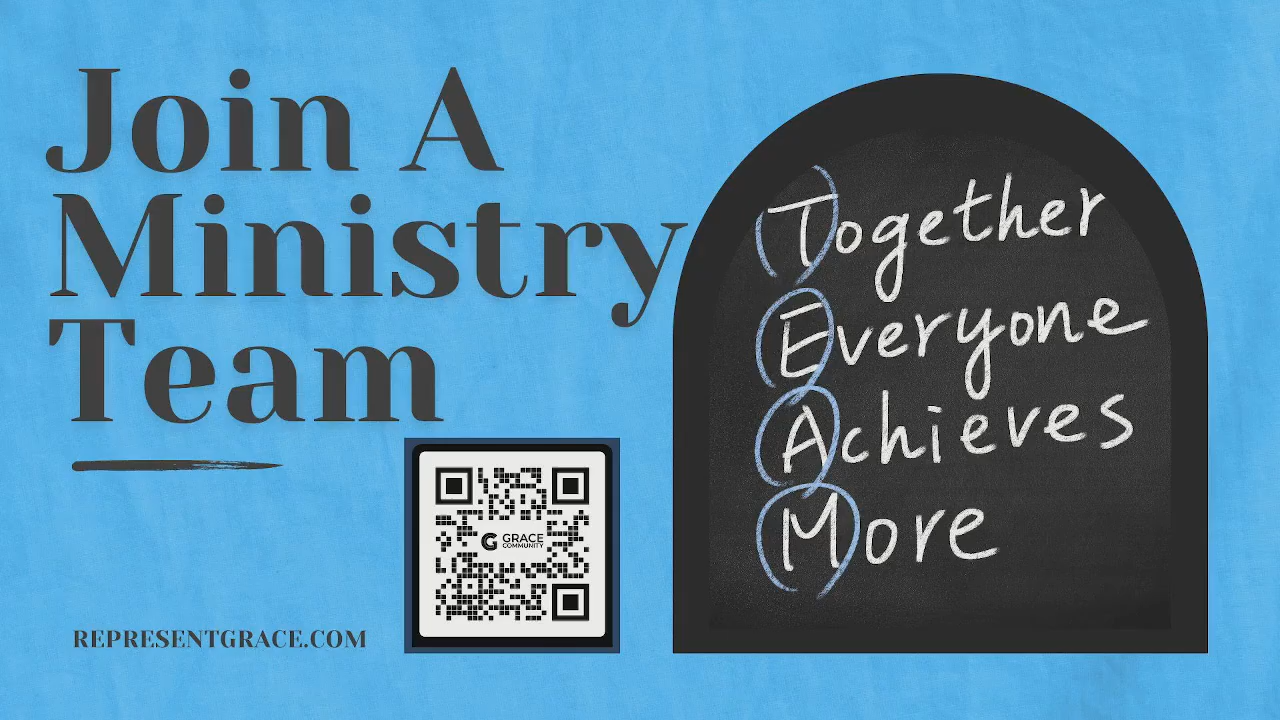 Join A
Ministry
Team
GRACE
COMMUNITY
REPRESENTGRACE.COM
Together
Everyone
Achieves
More